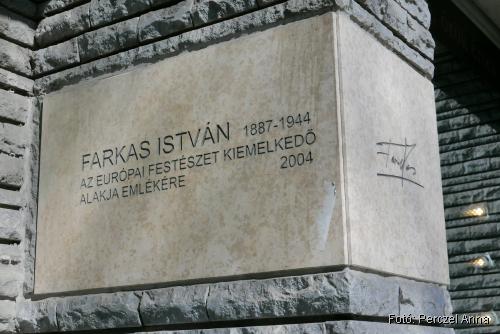 FARKAS ISTVÁN 1887-1944
AZ EURÓPAI FESTÉSZET KIEMELKEDŐ
ALAKJA EMLÉKÉRE 2004
Fotó: Perczel Anna